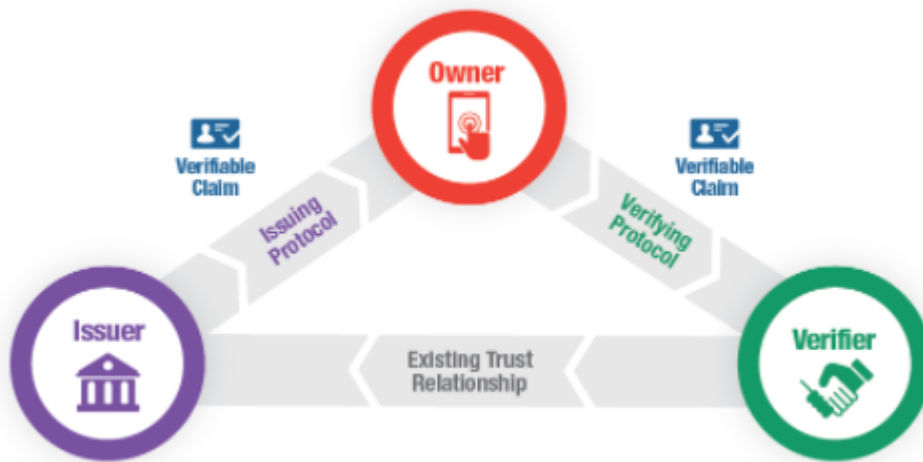 Owner
Verifiable
Claim
Verifiable
Claim
Issuing
Protocol
Verifying
Protocol
Issuer
Existing Trust
Relationship
Verifier